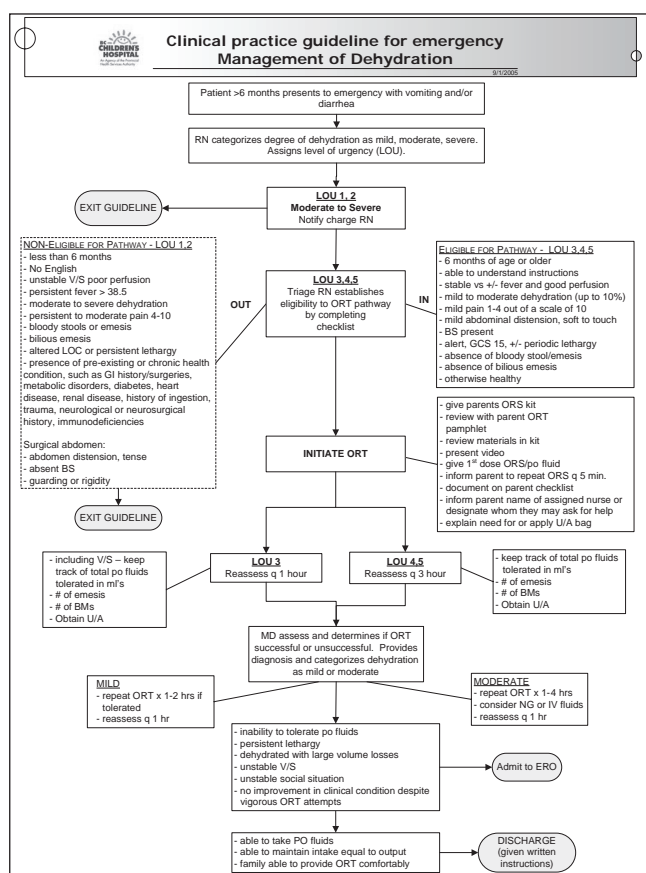 BC
CHILDREN'S
HOSPITAL
An Agency of the Provincial
Health Services Authority
Clinical practice guideline for emergency
Management of Dehydration
9/1/2005
Patient >6 months presents to emergency with vomiting and/or
diarrhea
RN categorizes degree of dehydration as mild, moderate, severe.
Assigns level of urgency (LOU).
EXIT GUIDELINE
LOU 1, 2
Moderate to Severe
Notify charge RN
NON-ELIGIBLE FOR PATHWAY - LOU 1,2
- less than 6 months
- No English
- unstable V/S poor perfusion
- persistent fever > 38.5
- moderate to severe dehydration
- persistent to moderate pain 4-10
- bloody stools or emesis
- bilious emesis
- altered LOC or persistent lethargy
- presence of pre-existing or chronic health
condition, such as GI history/surgeries,
metabolic disorders, diabetes, heart
disease, renal disease, history of ingestion,
trauma, neurological or neurosurgical
history, immunodeficiencies
Surgical abdomen:
- abdomen distension, tense
- absent BS
- guarding or rigidity
EXIT GUIDELINE
OUT
LOU 3,4,5
Triage RN establishes
eligibility to ORT pathway
by completing
checklist
IN
ELIGIBLE FOR PATHWAY - LOU 3,4,5
- 6 months of age or older
- able to understand instructions
- stable vs +/- fever and good perfusion
- mild to moderate dehydration (up to 10%)
- mild pain 1-4 out of a scale of 10
- mild abdominal distension, soft to touch
- BS present
- alert, GCS 15, +/- periodic lethargy
- absence of bloody stool/emesis
- absence of bilious emesis
- otherwise healthy
INITIATE ORT
- give parents ORS kit
- review with parent ORT
pamphlet
- review materials in kit
- present video
- give 1st dose ORS/po fluid
- inform parent to repeat ORS q 5 min.
- document on parent checklist
- inform parent name of assigned nurse or
designate whom they may ask for help
- explain need for or apply U/A bag
- including V/S – keep
track of total po fluids
tolerated in ml's
- # of emesis
- # of BMs
- Obtain U/A
LOU 3
Reassess q 1 hour
LOU 4,5
Reassess q 3 hour
- keep track of total po fluids
tolerated in ml's
- # of emesis
- # of BMs
- Obtain U/A
MD assess and determines if ORT
successful or unsuccessful. Provides
diagnosis and categorizes dehydration
as mild or moderate
MILD
- repeat ORT x 1-2 hrs if
tolerated
- reassess q 1 hr
MODERATE
- repeat ORT x 1-4 hrs
- consider NG or IV fluids
- reassess q 1 hr
- inability to tolerate po fluids
- persistent lethargy
- dehydrated with large volume losses
- unstable V/S
- unstable social situation
- no improvement in clinical condition despite
vigorous ORT attempts
Admit to ERO
- able to take PO fluids
- able to maintain intake equal to output
- family able to provide ORT comfortably
DISCHARGE
(given written
instructions)